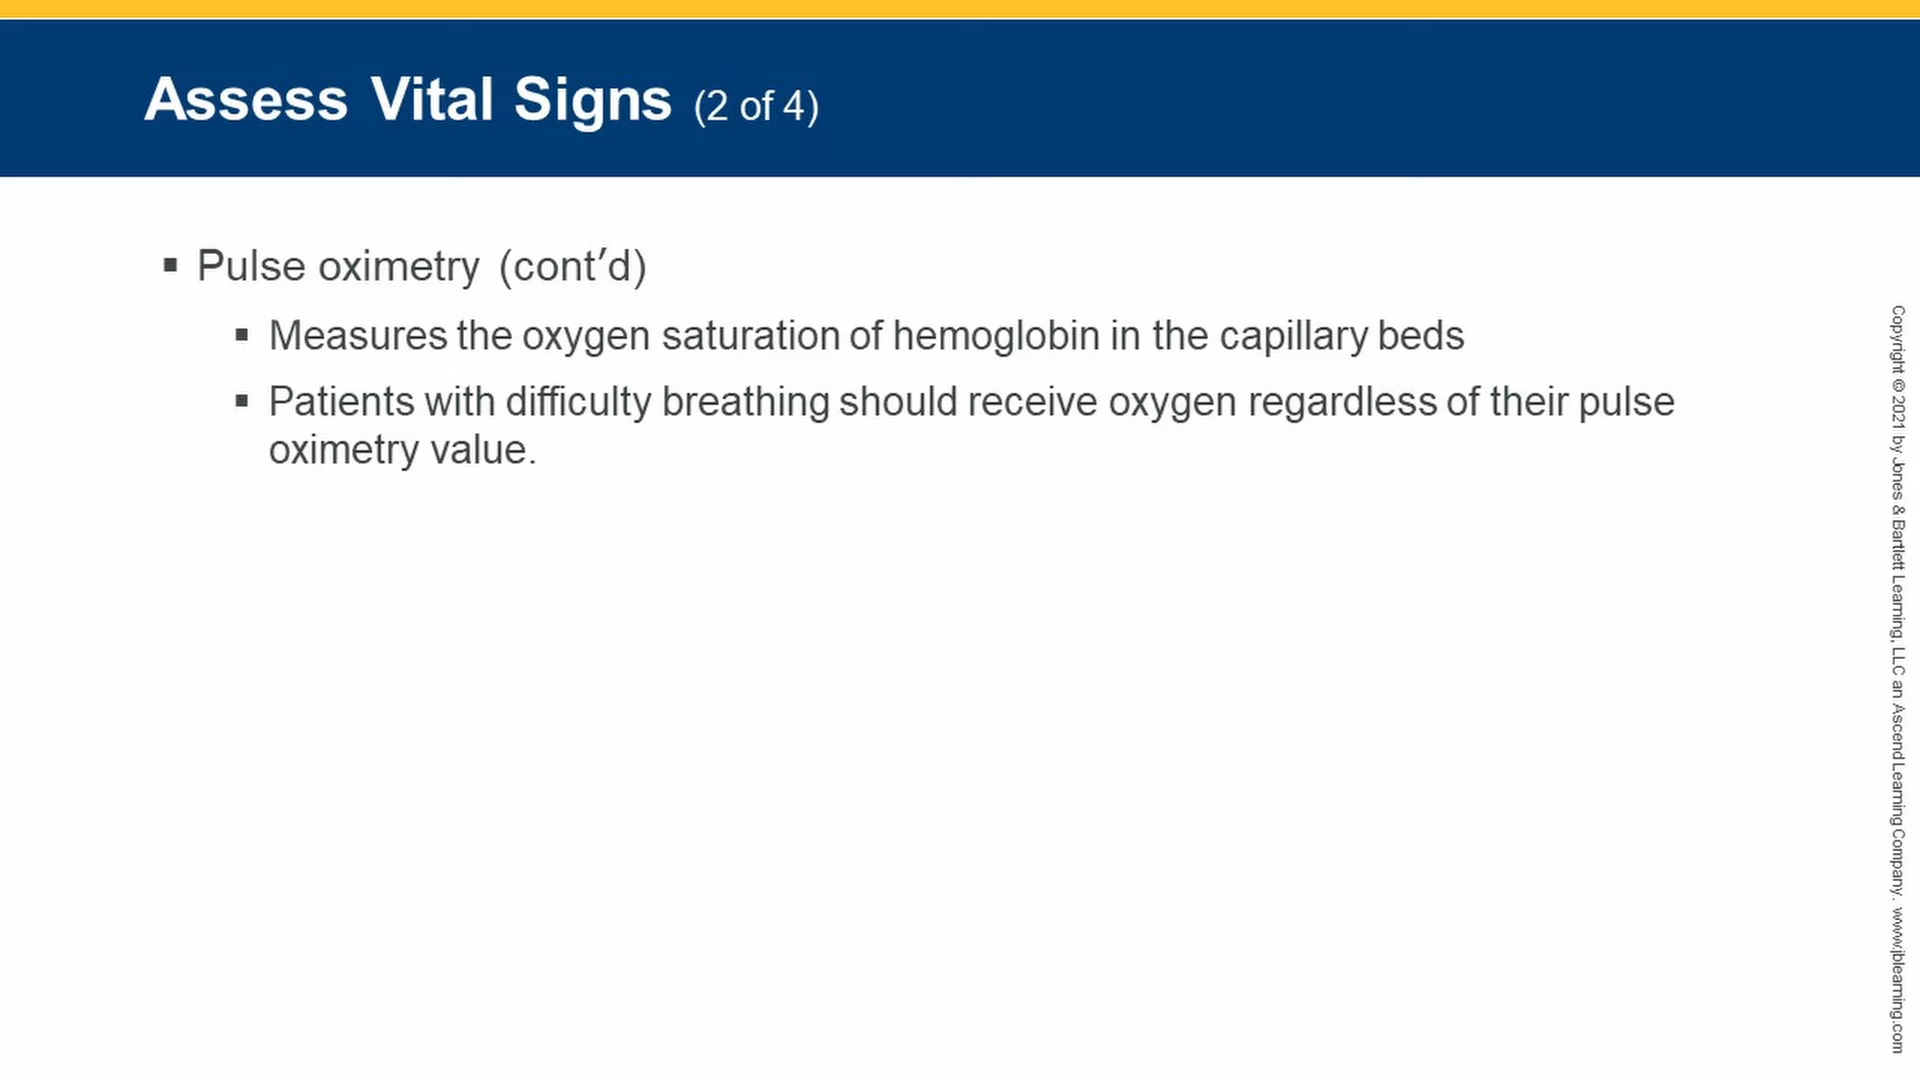 Assess Vital Signs (2 of 4)
▪ Pulse oximetry (cont′d)
▪ Measures the oxygen saturation of hemoglobin in the capillary beds
▪ Patients with difficulty breathing should receive oxygen regardless of their pulse
oximetry value.
Copyright © 2021 by Jones & Bartlett Learning, LLC an Ascend Learning Company. www.jblearning.com